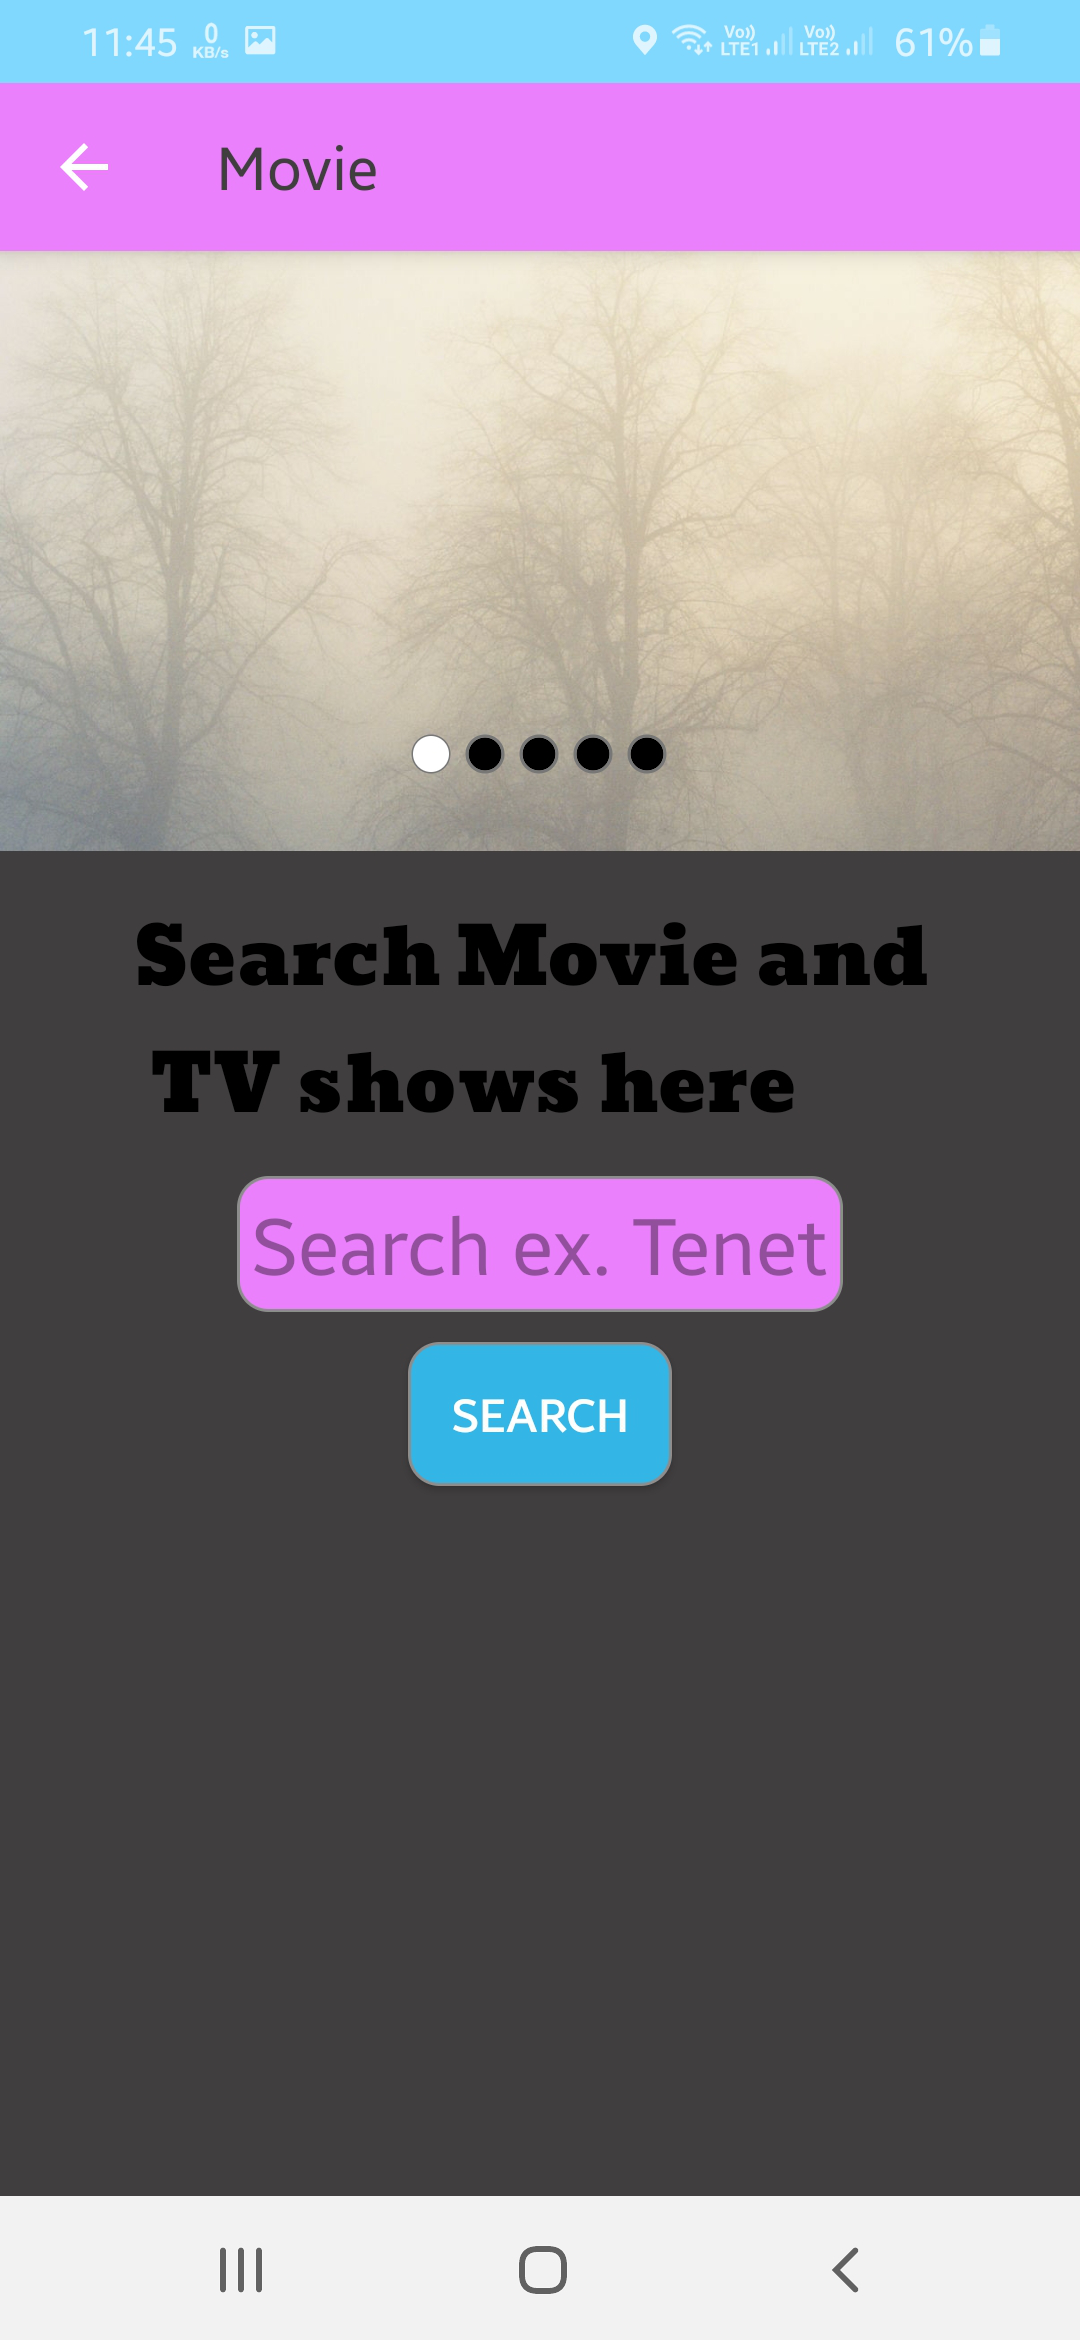 11:45 0 KB/s Vo)) LTE1 Vo)) LTE2 61%
Movie
Search Movie and
TV shows here
Search ex. Tenet
SEARCH